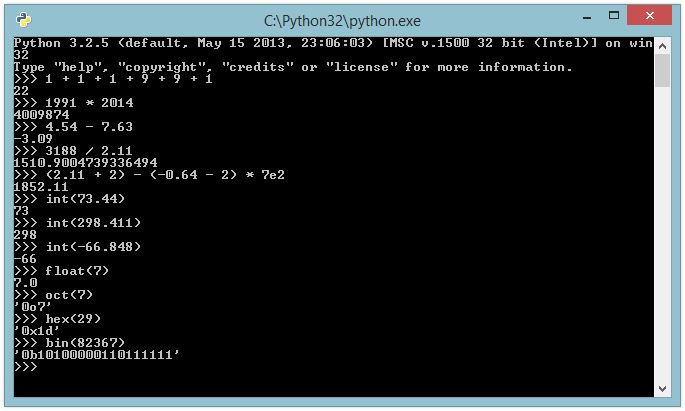 C:\Python32\python.exe
Python 3.2.5 (default, May 15 2013, 23:06:03) [MSC v.1500 32 bit (Intel)] on win
32
Type "help", "copyright", "credits" or "license" for more information.
>>> 1 + 1 + 1 + 9 + 9 + 1
22
>>> 1991 * 2014
4009874
>>> 4.54 - 7.63
-3.09
>>> 3188 / 2.11
1510.9004739336494
>>> (2.11 + 2) - (-0.64 - 2) * 7e2
1852.11
>>> int(73.44)
73
>>> int(298.411)
298
>>> int(-66.848)
-66
>>> float(7)
7.0
>>> oct(7)
'0o7'
>>> hex(29)
'0x1d'
>>> bin(82367)
'0b10100000110111111'
>>>